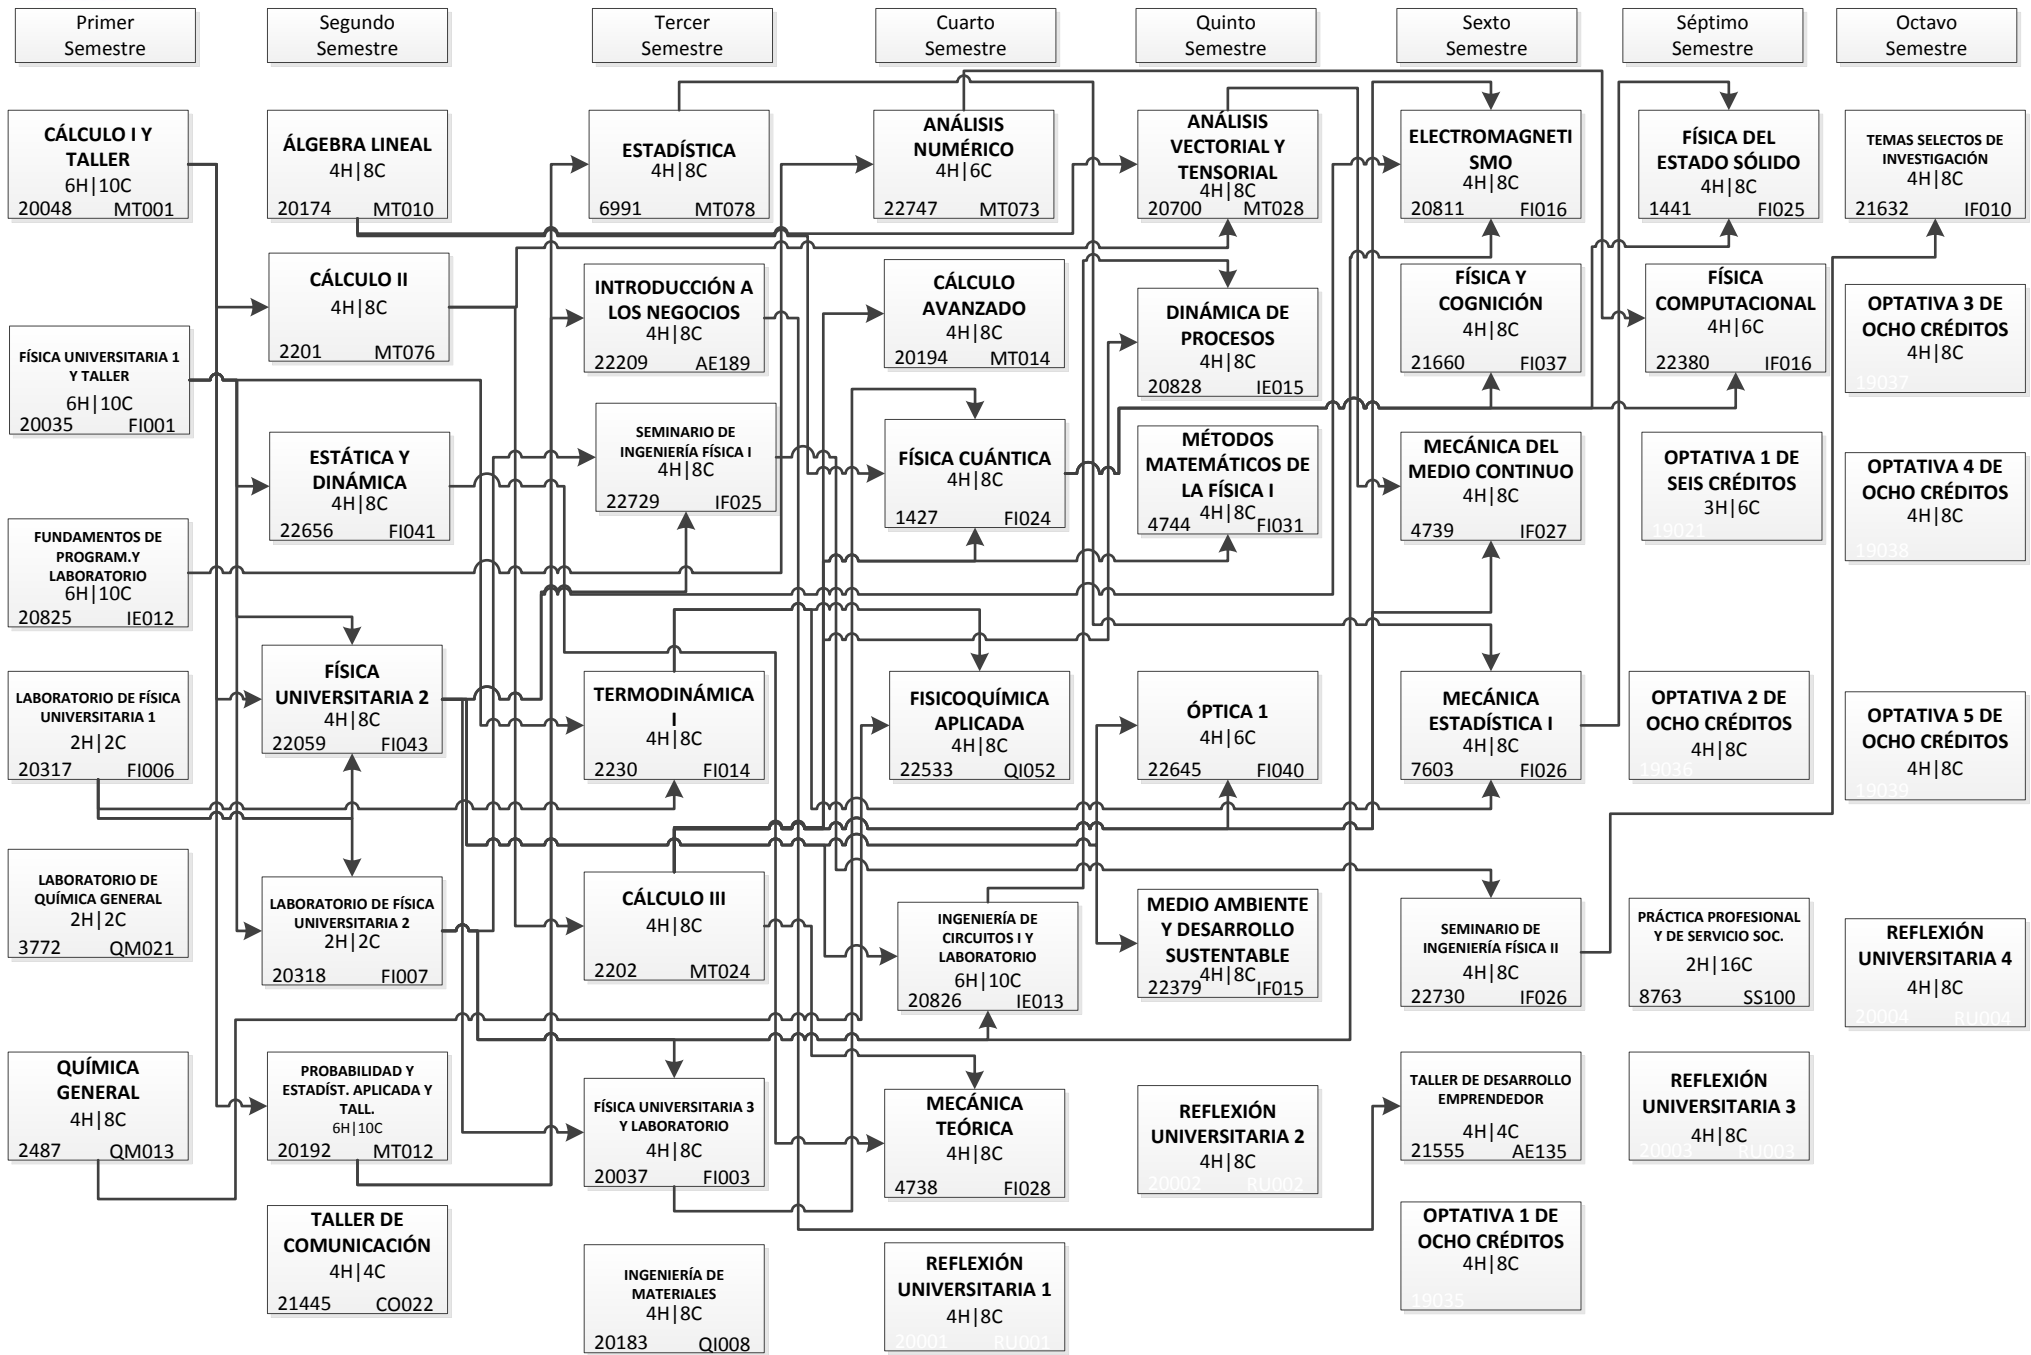 Primer
Semestre
Segundo
Semestre
Tercer
Semestre
Cuarto
Semestre
Quinto
Semestre
Sexto
Semestre
Séptimo
Semestre
Octavo
Semestre
CÁLCULO I Y
TALLER
6H|10C
20048 MT001
FÍSICA UNIVERSITARIA 1
Y TALLER
6H|10C
20035 FI001
FUNDAMENTOS DE
PROGRAM.Y
LABORATORIO
6H|10C
20825 IE012
LABORATORIO DE FÍSICA
UNIVERSITARIA 1
2H|2C
20317 FI006
LABORATORIO DE
QUÍMICA GENERAL
2H|2C
3772 QM021
QUÍMICA
GENERAL
4H|8C
2487 QM013
ÁLGEBRA LINEAL
4H|8C
20174 MT010
CÁLCULO II
4H|8C
2201 MT076
ESTÁTICA Y
DINÁMICA
4H|8C
22656 FI041
FÍSICA
UNIVERSITARIA 2
4H|8C
22059 FI043
LABORATORIO DE FÍSICA
UNIVERSITARIA 2
2H|2C
20318 FI007
PROBABILIDAD Y
ESTADÍST. APLICADA Y
TALL.
6H|10C
20192 MT012
TALLER DE
COMUNICACIÓN
4H|4C
21445 CO022
ESTADÍSTICA
4H|8C
6991 MT078
INTRODUCCIÓN A
LOS NEGOCIOS
4H|8C
22209 AE189
SEMINARIO DE
INGENIERÍA FÍSICA I
4H|8C
22729 IF025
TERMODINÁMICA
I
4H|8C
2230 FI014
CÁLCULO III
4H|8C
2202 MT024
FÍSICA UNIVERSITARIA 3
Y LABORATORIO
4H|8C
20037 FI003
INGENIERÍA DE
MATERIALES
4H|8C
20183 QI008
ANÁLISIS
NUMÉRICO
4H|6C
22747 MT073
CÁLCULO
AVANZADO
4H|8C
20194 MT014
FÍSICA CUÁNTICA
4H|8C
1427 FI024
FISICOQUÍMICA
APLICADA
4H|8C
22533 QI052
INGENIERÍA DE
CIRCUITOS I Y
LABORATORIO
6H|10C
20826 IE013
MECÁNICA
TEÓRICA
4H|8C
4738 FI028
REFLEXIÓN
UNIVERSITARIA 1
4H|8C
20001 RU001
ANÁLISIS
VECTORIAL Y
TENSORIAL
4H|8C
20700 MT028
DINÁMICA DE
PROCESOS
4H|8C
20828 IE015
MÉTODOS
MATEMÁTICOS DE
LA FÍSICA I
4H|8C
4744 FI031
ÓPTICA 1
4H|6C
22645 FI040
MEDIO AMBIENTE
Y DESARROLLO
SUSTENTABLE
4H|8C
22379 IF015
REFLEXIÓN
UNIVERSITARIA 2
4H|8C
20002 RU002
ELECTROMAGNETI
SMO
4H|8C
20811 FI016
FÍSICA Y
COGNICIÓN
4H|8C
21660 FI037
MECÁNICA DEL
MEDIO CONTINUO
4H|8C
4739 IF027
MECÁNICA
ESTADÍSTICA I
4H|8C
7603 FI026
SEMINARIO DE
INGENIERÍA FÍSICA II
4H|8C
22730 IF026
TALLER DE DESARROLLO
EMPRENDEDOR
4H|4C
21555 AE135
OPTATIVA 1 DE
OCHO CRÉDITOS
4H|8C
19035
FÍSICA DEL
ESTADO SÓLIDO
4H|8C
1441 FI025
FÍSICA
COMPUTACIONAL
4H|6C
22380 IF016
OPTATIVA 1 DE
SEIS CRÉDITOS
3H|6C
19021
OPTATIVA 2 DE
OCHO CRÉDITOS
4H|8C
19036
PRÁCTICA PROFESIONAL
Y DE SERVICIO SOC.
2H|16C
8763 SS100
REFLEXIÓN
UNIVERSITARIA 3
4H|8C
20003 RU003
TEMAS SELECTOS DE
INVESTIGACIÓN
4H|8C
21632 IF010
OPTATIVA 3 DE
OCHO CRÉDITOS
4H|8C
19037
OPTATIVA 4 DE
OCHO CRÉDITOS
4H|8C
19038
OPTATIVA 5 DE
OCHO CRÉDITOS
4H|8C
19039
REFLEXIÓN
UNIVERSITARIA 4
4H|8C
20004 RU004